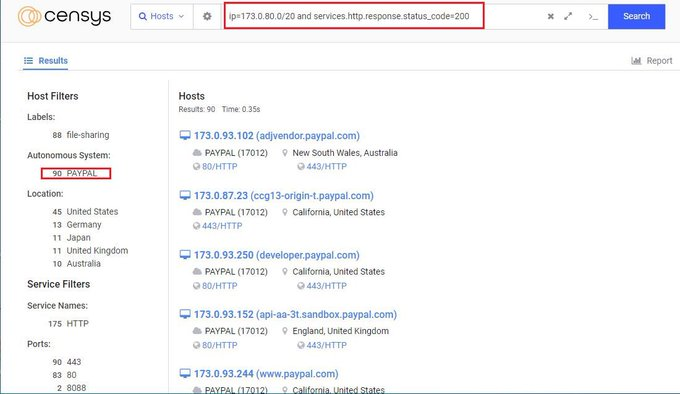 censys
Hosts
ip=173.0.80.0/20 and services.http.response.status_code=200
>_
Search
Results
Report
Host Filters
Labels:
88 file-sharing
Autonomous System:
90 PAYPAL
Location:
45 United States
13 Germany
11 Japan
11 United Kingdom
10 Australia
Service Filters
Service Names:
175 HTTP
Ports:
90 443
83 80
2 8088
Hosts
Results: 90 Time: 0.35s
173.0.93.102 (adjvendor.paypal.com)
PAYPAL (17012) New South Wales, Australia
80/HTTP 443/HTTP
173.0.87.23 (ccg13-origin-t.paypal.com)
PAYPAL (17012) California, United States
443/HTTP
173.0.93.250 (developer.paypal.com)
PAYPAL (17012) California, United States
80/HTTP 443/HTTP
173.0.93.152 (api-aa-3t.sandbox.paypal.com)
PAYPAL (17012) England, United Kingdom
80/HTTP 443/HTTP
173.0.93.244 (www.paypal.com)
PAYPAL (17012) California, United States